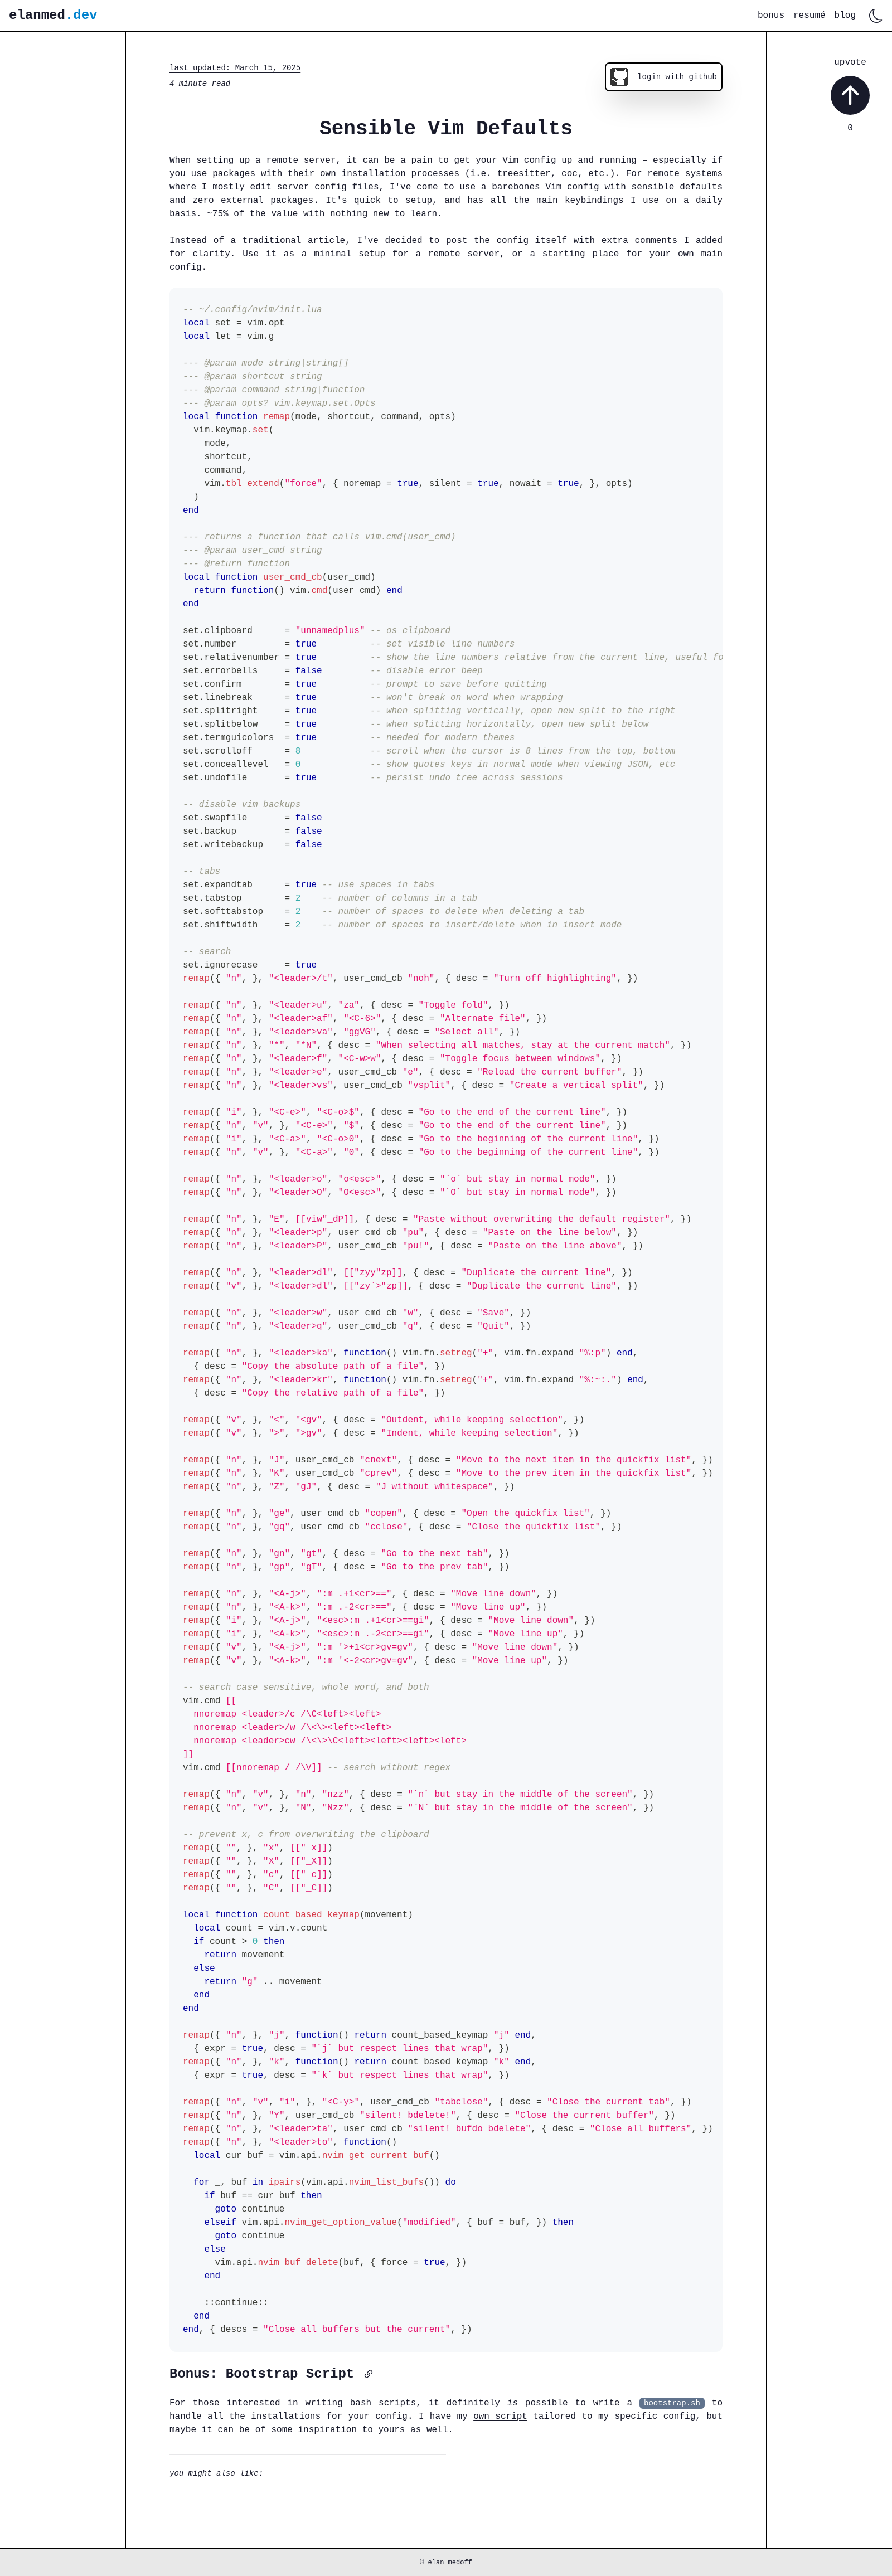 elanmed.dev
bonus resumé blog
last updated: March 15, 2025
4 minute read
login with github
upvote
0
Sensible Vim Defaults
When setting up a remote server, it can be a pain to get your Vim config up and running – especially if
you use packages with their own installation processes (i.e. treesitter, coc, etc.). For remote systems
where I mostly edit server config files, I've come to use a barebones Vim config with sensible defaults
and zero external packages. It's quick to setup, and has all the main keybindings I use on a daily
basis. ~75% of the value with nothing new to learn.
Instead of a traditional article, I've decided to post the config itself with extra comments I added
for clarity. Use it as a minimal setup for a remote server, or a starting place for your own main
config.
-- ~/.config/nvim/init.lua
local set = vim.opt
local let = vim.g
--- @param mode string|string[]
--- @param shortcut string
--- @param command string|function
--- @param opts? vim.keymap.set.Opts
local function remap(mode, shortcut, command, opts)
  vim.keymap.set(
    mode,
    shortcut,
    command,
    vim.tbl_extend("force", { noremap = true, silent = true, nowait = true, }, opts)
  )
end
--- returns a function that calls vim.cmd(user_cmd)
--- @param user_cmd string
--- @return function
local function user_cmd_cb(user_cmd)
  return function() vim.cmd(user_cmd) end
end
set.clipboard      = "unnamedplus" -- os clipboard
set.number         = true          -- set visible line numbers
set.relativenumber = true          -- show the line numbers relative from the current line, useful fo
set.errorbells     = false         -- disable error beep
set.confirm        = true          -- prompt to save before quitting
set.linebreak      = true          -- won't break on word when wrapping
set.splitright     = true          -- when splitting vertically, open new split to the right
set.splitbelow     = true          -- when splitting horizontally, open new split below
set.termguicolors  = true          -- needed for modern themes
set.scrolloff      = 8             -- scroll when the cursor is 8 lines from the top, bottom
set.conceallevel   = 0             -- show quotes keys in normal mode when viewing JSON, etc
set.undofile       = true          -- persist undo tree across sessions
-- disable vim backups
set.swapfile       = false
set.backup         = false
set.writebackup    = false
-- tabs
set.expandtab      = true -- use spaces in tabs
set.tabstop        = 2    -- number of columns in a tab
set.softtabstop    = 2    -- number of spaces to delete when deleting a tab
set.shiftwidth     = 2    -- number of spaces to insert/delete when in insert mode
-- search
set.ignorecase     = true
remap({ "n", }, "<leader>/t", user_cmd_cb "noh", { desc = "Turn off highlighting", })
remap({ "n", }, "<leader>u", "za", { desc = "Toggle fold", })
remap({ "n", }, "<leader>af", "<C-6>", { desc = "Alternate file", })
remap({ "n", }, "<leader>va", "ggVG", { desc = "Select all", })
remap({ "n", }, "*", "*N", { desc = "When selecting all matches, stay at the current match", })
remap({ "n", }, "<leader>f", "<C-w>w", { desc = "Toggle focus between windows", })
remap({ "n", }, "<leader>e", user_cmd_cb "e", { desc = "Reload the current buffer", })
remap({ "n", }, "<leader>vs", user_cmd_cb "vsplit", { desc = "Create a vertical split", })
remap({ "i", }, "<C-e>", "<C-o>$", { desc = "Go to the end of the current line", })
remap({ "n", "v", }, "<C-e>", "$", { desc = "Go to the end of the current line", })
remap({ "i", }, "<C-a>", "<C-o>0", { desc = "Go to the beginning of the current line", })
remap({ "n", "v", }, "<C-a>", "0", { desc = "Go to the beginning of the current line", })
remap({ "n", }, "<leader>o", "o<esc>", { desc = "`o` but stay in normal mode", })
remap({ "n", }, "<leader>O", "O<esc>", { desc = "`O` but stay in normal mode", })
remap({ "n", }, "E", [[viw"_dP]], { desc = "Paste without overwriting the default register", })
remap({ "n", }, "<leader>p", user_cmd_cb "pu", { desc = "Paste on the line below", })
remap({ "n", }, "<leader>P", user_cmd_cb "pu!", { desc = "Paste on the line above", })
remap({ "n", }, "<leader>dl", [["zyy"zp]], { desc = "Duplicate the current line", })
remap({ "v", }, "<leader>dl", [["zy`>"zp]], { desc = "Duplicate the current line", })
remap({ "n", }, "<leader>w", user_cmd_cb "w", { desc = "Save", })
remap({ "n", }, "<leader>q", user_cmd_cb "q", { desc = "Quit", })
remap({ "n", }, "<leader>ka", function() vim.fn.setreg("+", vim.fn.expand "%:p") end,
  { desc = "Copy the absolute path of a file", })
remap({ "n", }, "<leader>kr", function() vim.fn.setreg("+", vim.fn.expand "%:~:.") end,
  { desc = "Copy the relative path of a file", })
remap({ "v", }, "<", "<gv", { desc = "Outdent, while keeping selection", })
remap({ "v", }, ">", ">gv", { desc = "Indent, while keeping selection", })
remap({ "n", }, "J", user_cmd_cb "cnext", { desc = "Move to the next item in the quickfix list", })
remap({ "n", }, "K", user_cmd_cb "cprev", { desc = "Move to the prev item in the quickfix list", })
remap({ "n", }, "Z", "gJ", { desc = "J without whitespace", })
remap({ "n", }, "ge", user_cmd_cb "copen", { desc = "Open the quickfix list", })
remap({ "n", }, "gq", user_cmd_cb "cclose", { desc = "Close the quickfix list", })
remap({ "n", }, "gn", "gt", { desc = "Go to the next tab", })
remap({ "n", }, "gp", "gT", { desc = "Go to the prev tab", })
remap({ "n", }, "<A-j>", ":m .+1<cr>==", { desc = "Move line down", })
remap({ "n", }, "<A-k>", ":m .-2<cr>==", { desc = "Move line up", })
remap({ "i", }, "<A-j>", "<esc>:m .+1<cr>==gi", { desc = "Move line down", })
remap({ "i", }, "<A-k>", "<esc>:m .-2<cr>==gi", { desc = "Move line up", })
remap({ "v", }, "<A-j>", ":m '>+1<cr>gv=gv", { desc = "Move line down", })
remap({ "v", }, "<A-k>", ":m '<-2<cr>gv=gv", { desc = "Move line up", })
-- search case sensitive, whole word, and both
vim.cmd [[
  nnoremap <leader>/c /\C<left><left>
  nnoremap <leader>/w /\<\><left><left>
  nnoremap <leader>/cw /\<\>\C<left><left><left><left>
]]
vim.cmd [[nnoremap / /\V]] -- search without regex
remap({ "n", "v", }, "n", "nzz", { desc = "`n` but stay in the middle of the screen", })
remap({ "n", "v", }, "N", "Nzz", { desc = "`N` but stay in the middle of the screen", })
-- prevent x, c from overwriting the clipboard
remap({ "", }, "x", [["_x]])
remap({ "", }, "X", [["_X]])
remap({ "", }, "c", [["_c]])
remap({ "", }, "C", [["_C]])
local function count_based_keymap(movement)
  local count = vim.v.count
  if count > 0 then
    return movement
  else
    return "g" .. movement
  end
end
remap({ "n", }, "j", function() return count_based_keymap "j" end,
  { expr = true, desc = "`j` but respect lines that wrap", })
remap({ "n", }, "k", function() return count_based_keymap "k" end,
  { expr = true, desc = "`k` but respect lines that wrap", })
remap({ "n", "v", "i", }, "<C-y>", user_cmd_cb "tabclose", { desc = "Close the current tab", })
remap({ "n", }, "Y", user_cmd_cb "silent! bdelete!", { desc = "Close the current buffer", })
remap({ "n", }, "<leader>ta", user_cmd_cb "silent! bufdo bdelete", { desc = "Close all buffers", })
remap({ "n", }, "<leader>to", function()
  local cur_buf = vim.api.nvim_get_current_buf()
  for _, buf in ipairs(vim.api.nvim_list_bufs()) do
    if buf == cur_buf then
      goto continue
    elseif vim.api.nvim_get_option_value("modified", { buf = buf, }) then
      goto continue
    else
      vim.api.nvim_buf_delete(buf, { force = true, })
    end
    ::continue::
  end
end, { descs = "Close all buffers but the current", })
Bonus: Bootstrap Script
For those interested in writing bash scripts, it definitely is possible to write a bootstrap.sh to
handle all the installations for your config. I have my own script tailored to my specific config, but
maybe it can be of some inspiration to yours as well.
you might also like:
© elan medoff